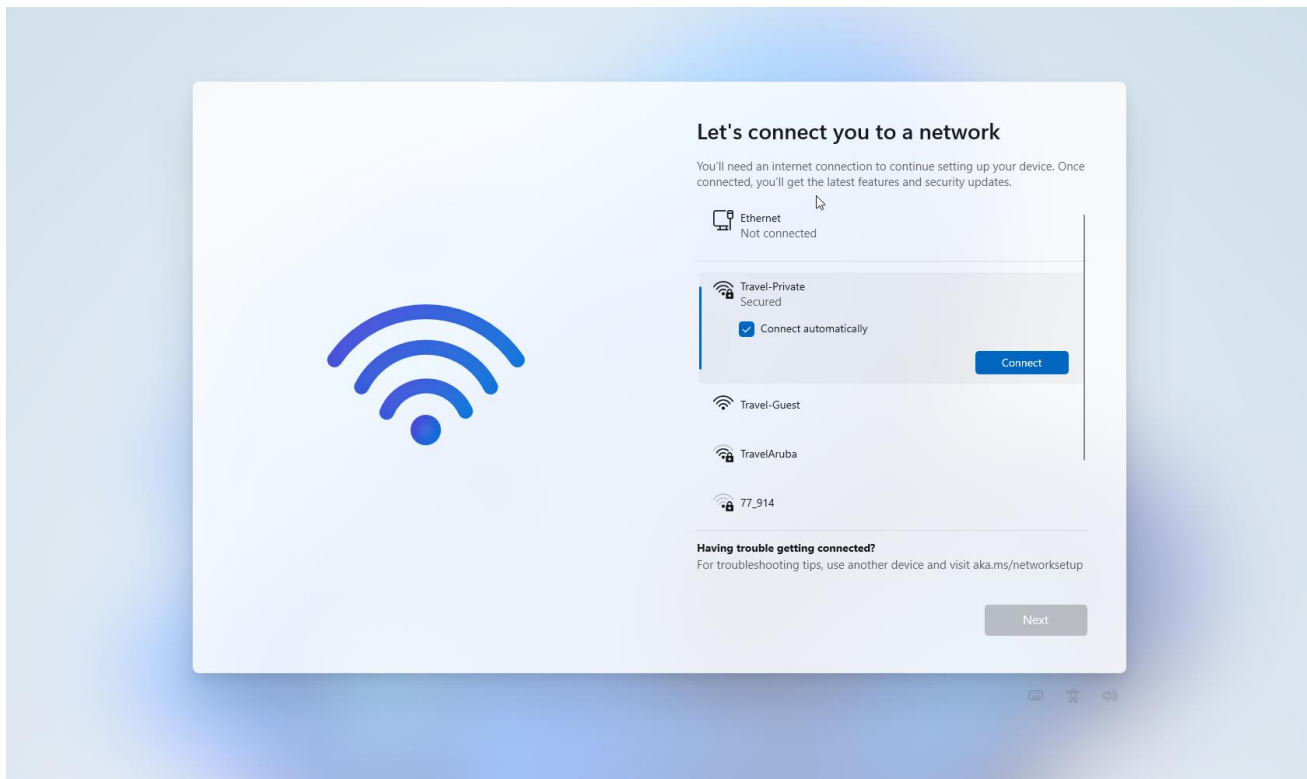 Let's connect you to a network
You'll need an internet connection to continue setting up your device. Once
connected, you'll get the latest features and security updates.
Ethernet
Not connected
Travel-Private
Secured
Connect automatically
Connect
Travel-Guest
TravelAruba
77_914
Having trouble getting connected?
For troubleshooting tips, use another device and visit aka.ms/networksetup
Next